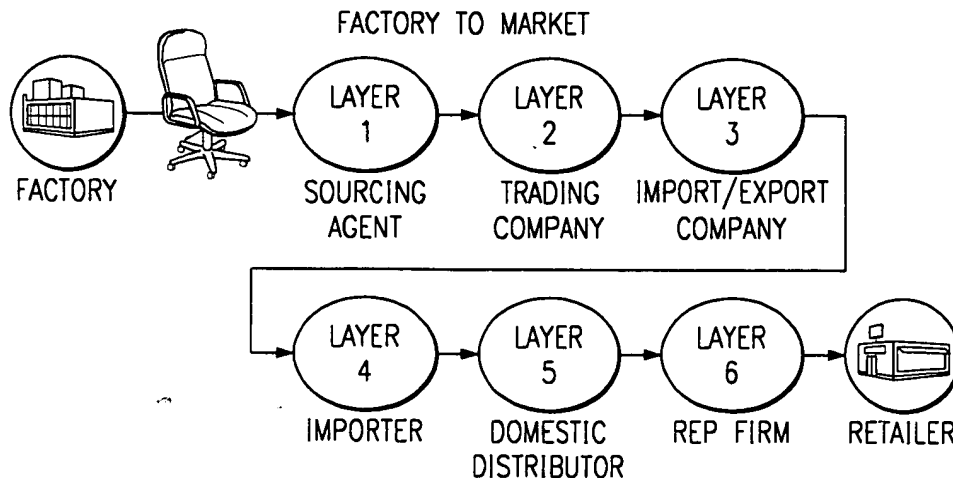 FACTORY TO MARKET
FACTORY
LAYER
1
SOURCING
AGENT
LAYER
2
TRADING
COMPANY
LAYER
3
IMPORT/EXPORT
COMPANY
LAYER
4
IMPORTER
LAYER
5
DOMESTIC
DISTRIBUTOR
LAYER
6
REP FIRM
RETAILER